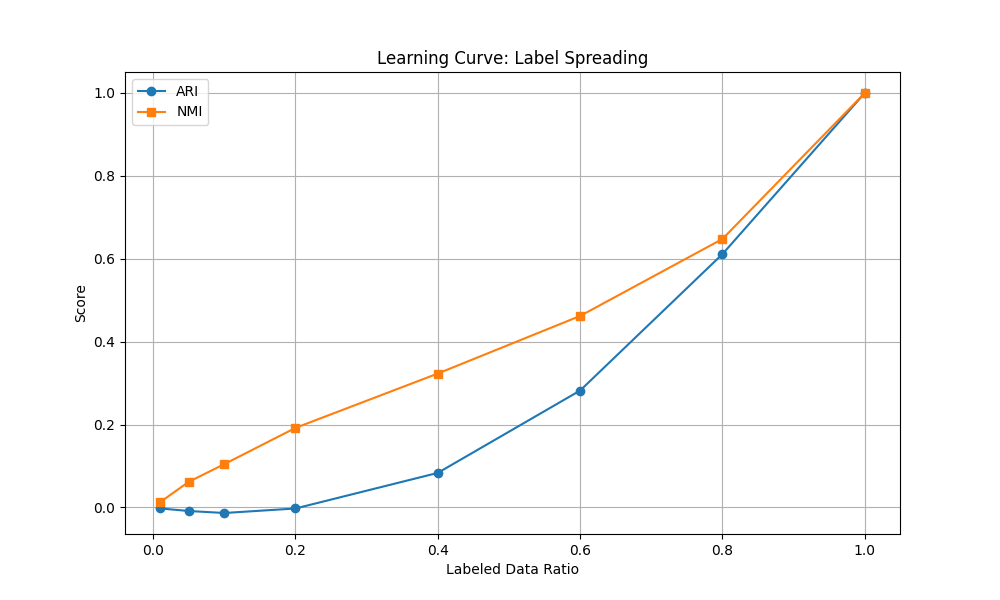 Learning Curve: Label Spreading
ARI
NMI
1.0
0.8
0.6
0.4
0.2
0.0
Score
0.0 0.2 0.4 0.6 0.8 1.0
Labeled Data Ratio